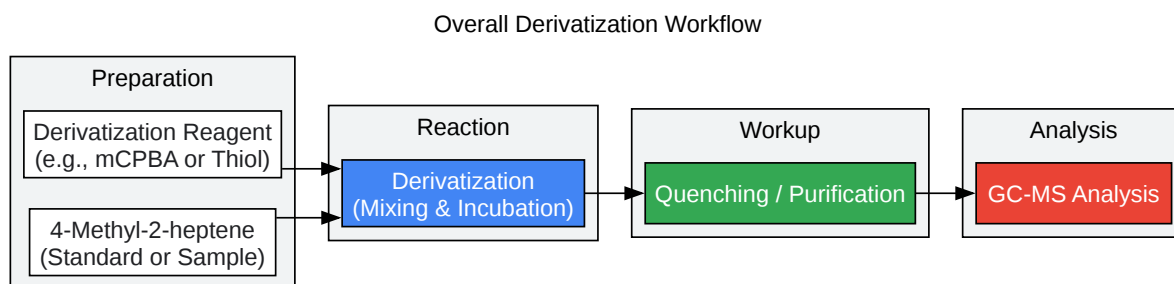 Overall Derivatization Workflow
Preparation
Derivatization Reagent
(e.g., mCPBA or Thiol)
4-Methyl-2-heptene
(Standard or Sample)
Reaction
Derivatization
(Mixing & Incubation)
Workup
Quenching / Purification
Analysis
GC-MS Analysis